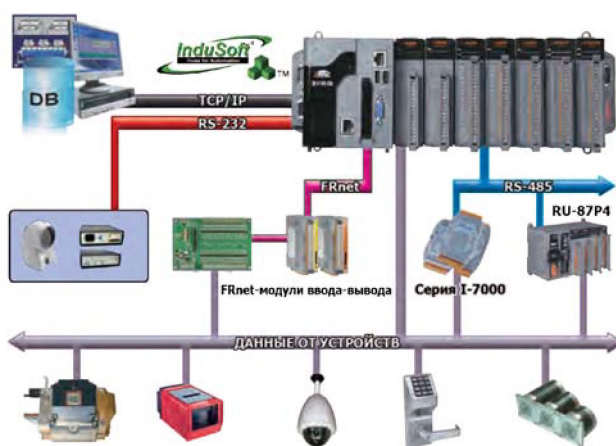 InduSoft
TM
DB
TCP/IP
RS-232
FRnet
RS-485
RU-87P4
FRnet-модули ввода-вывода
Серия I-7000
ДАННЫЕ ОТ УСТРОЙСТВ